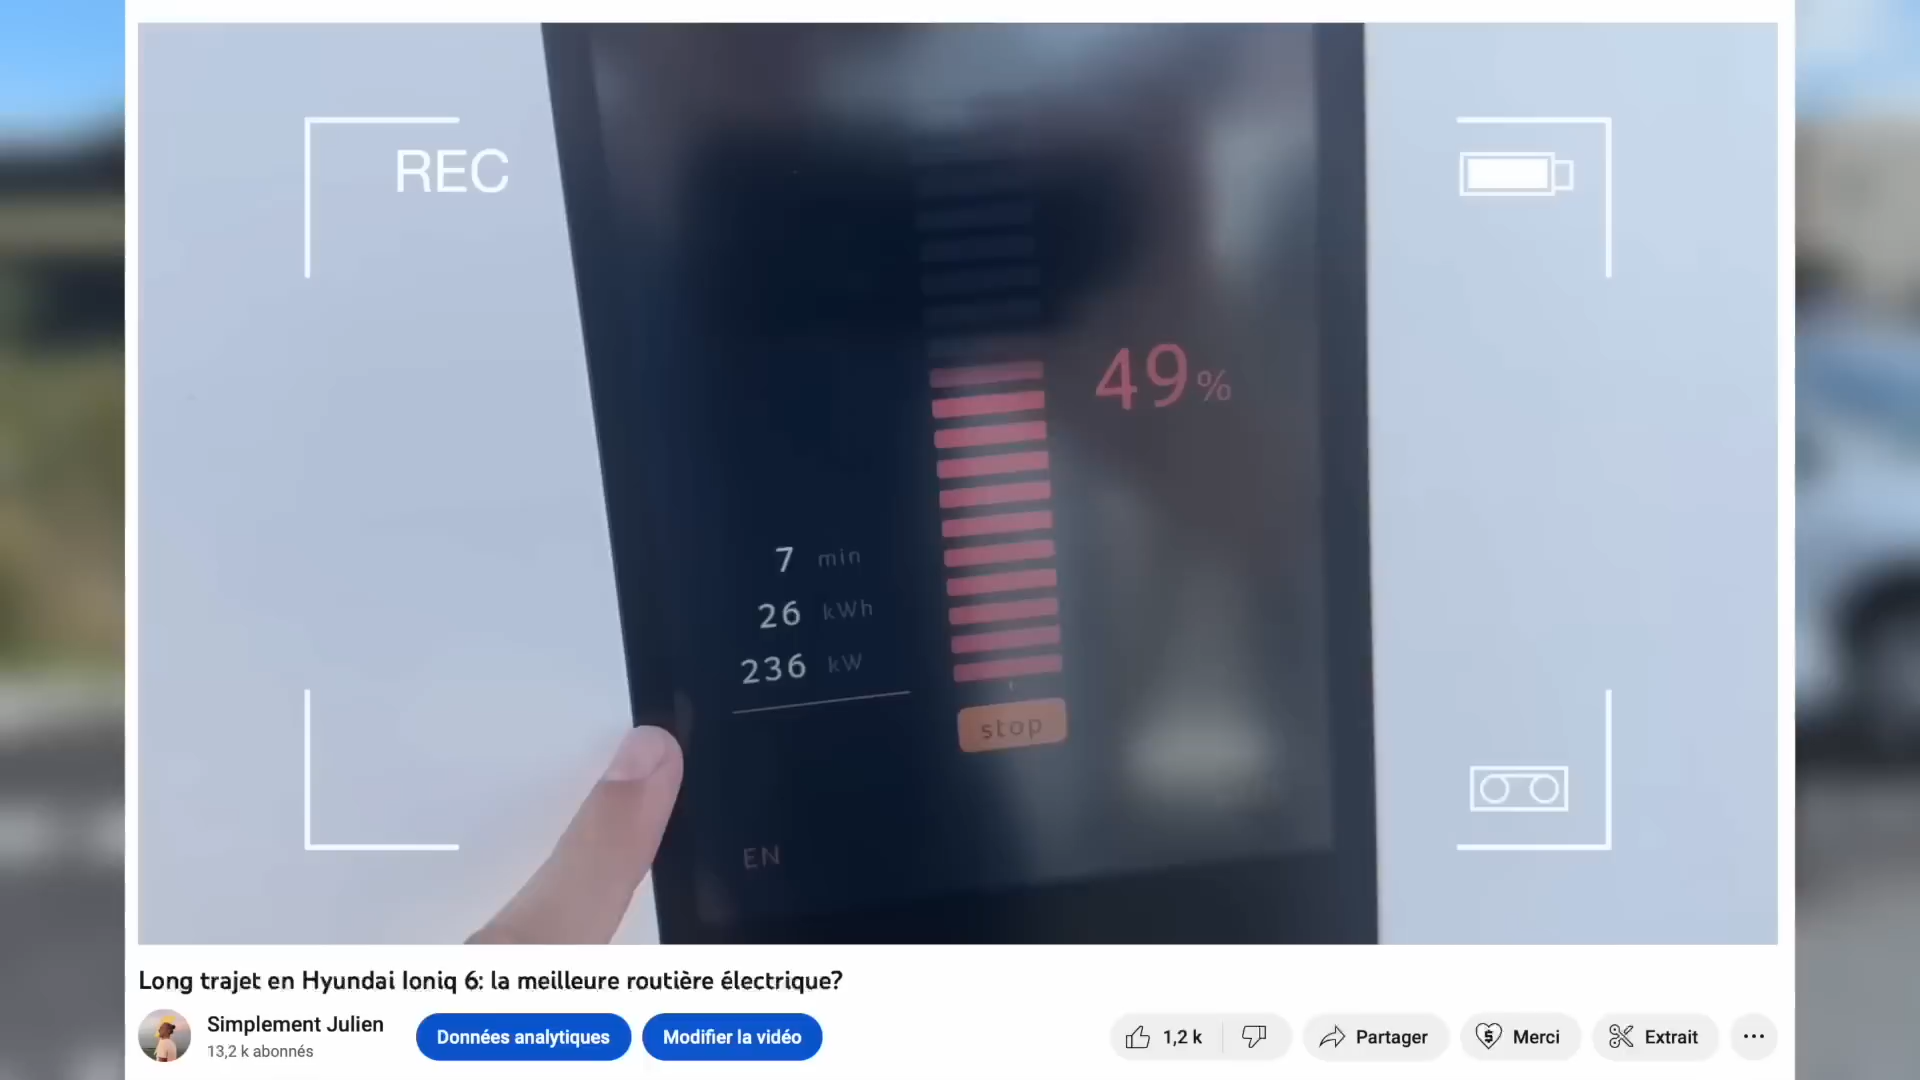 REC
49 %
7 min
26 kWh
236 kW
stop
EN
Long trajet en Hyundai Ioniq 6: la meilleure routière électrique?
Simplement Julien
13,2 k abonnés
Données analytiques
Modifier la vidéo
1,2 k
Partager
Merci
Extrait